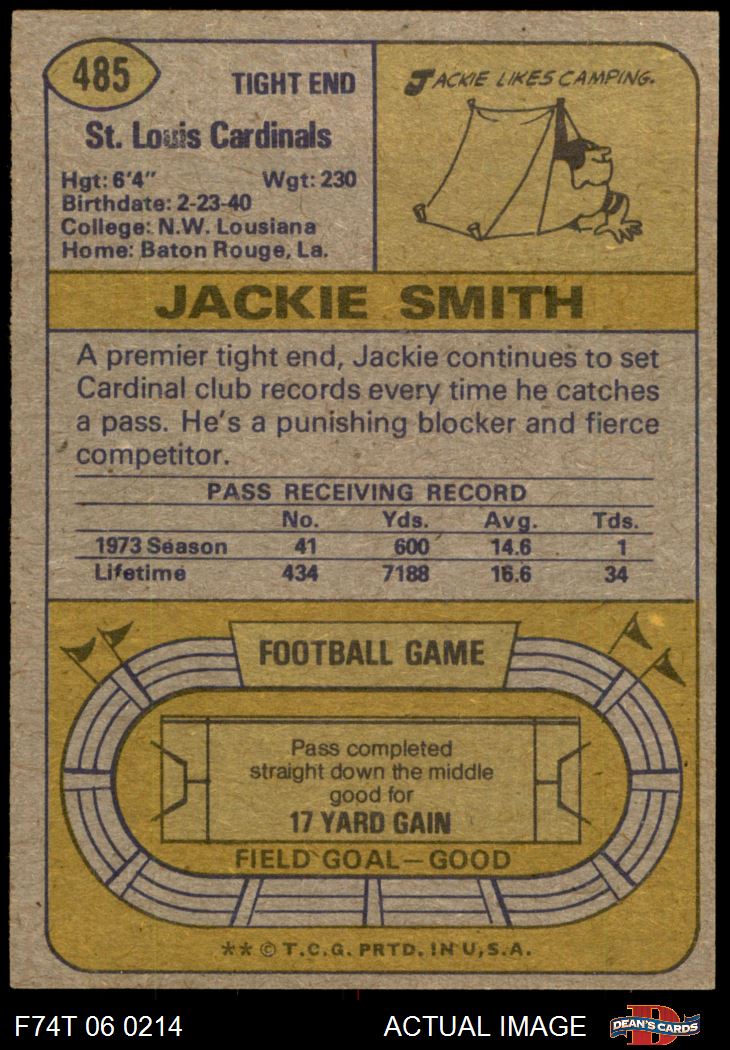 485
TIGHT END
St. Louis Cardinals
Hgt: 6'4" Wgt: 230
Birthdate: 2-23-40
College: N.W. Lousiana
Home: Baton Rouge, La.
JACKIE LIKES CAMPING.
JACKIE SMITH
A premier tight end, Jackie continues to set
Cardinal club records every time he catches
a pass. He's a punishing blocker and fierce
competitor.
PASS RECEIVING RECORD
No. Yds. Avg. Tds.
1973 Season 41 600 14.6 1
Lifetime 434 7188 16.6 34
FOOTBALL GAME
Pass completed
straight down the middle
good for
17 YARD GAIN
FIELD GOAL—GOOD
** © T.C.G. PRTD. IN U,S.A.
F74T 06 0214 ACTUAL IMAGE
D
DEAN'S CARDS